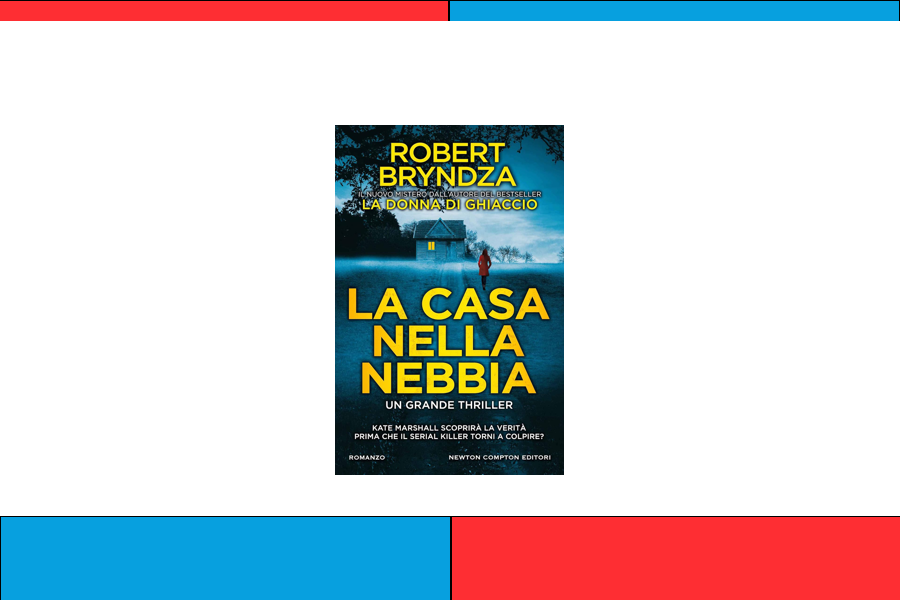 ROBERT
BRYNDZA
IL NUOVO MISTERO DALL'AUTORE DEL BESTSELLER
LA DONNA DI GHIACCIO
LA CASA
NELLA
NEBBIA
UN GRANDE THRILLER
KATE MARSHALL SCOPRIRÀ LA VERITÀ
PRIMA CHE IL SERIAL KILLER TORNI A COLPIRE?
ROMANZO NEWTON COMPTON EDITORI